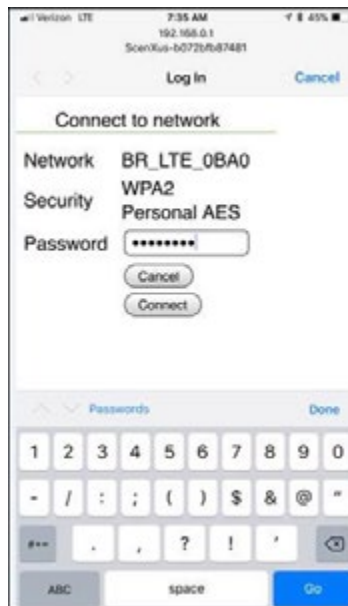 Verizon LTE 7:35 AM 45%
192.168.0.1
ScenXus-b072bfb87481
Log In Cancel
Connect to network
Network BR_LTE_0BA0
Security WPA2
Personal AES
Password ••••••••
Cancel
Connect
Passwords Done
1 2 3 4 5 6 7 8 9 0
- / : ; ( ) $ & @ "
#+= . , ? ! '
ABC space Go